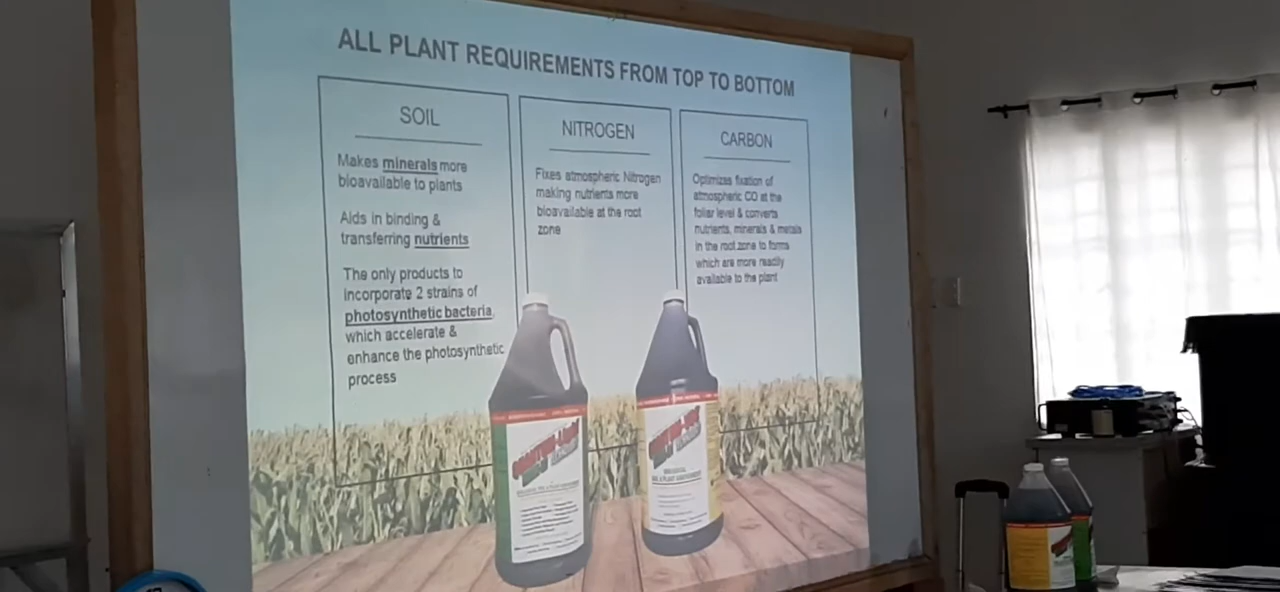 ALL PLANT REQUIREMENTS FROM TOP TO BOTTOM
SOIL
Makes minerals more
bioavailable to plants
Aids in binding &
transferring nutrients
The only products to
incorporate 2 strains of
photosynthetic bacteria,
which accelerate &
enhance the photosynthetic
process
NITROGEN
Fixes atmospheric Nitrogen
making nutrients more
bioavailable at the root
zone
CARBON
Optimizes fixation of
atmospheric CO at the
foliar level & converts
nutrients, minerals & metals
in the root zone to forms
which are more readily
available to the plant